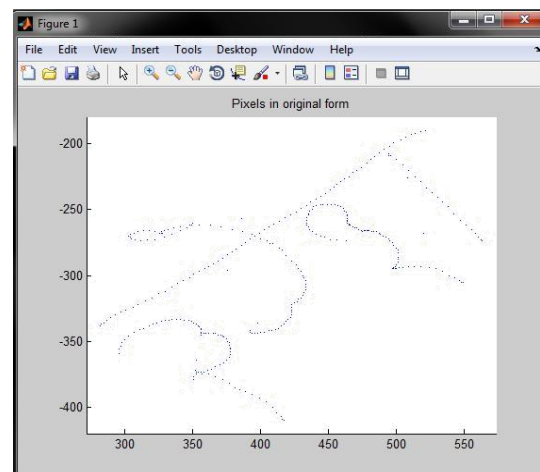 Figure 1
File Edit View Insert Tools Desktop Window Help
Pixels in original form
-200
-250
-300
-350
-400
300 350 400 450 500 550